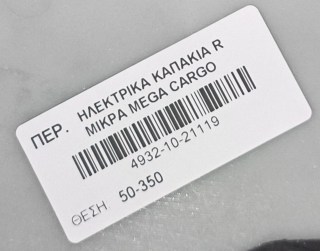 ΠΕΡ. ΗΛΕΚΤΡΙΚΑ ΚΑΠΑΚΙΑ R
ΜΙΚΡΑ MEGA CARGO
4932-10-21119
ΘΕΣΗ 50-350